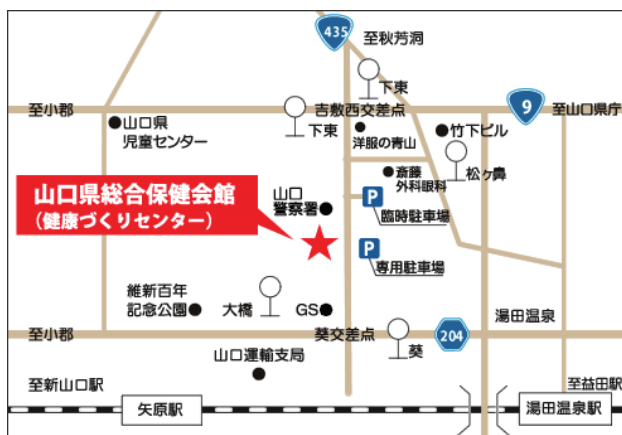 435
至秋芳洞
下東
9
至小郡
吉敷西交差点
至山口県庁
山口県
児童センター
下東
洋服の青山
竹下ビル
斎藤
外科眼科
松ヶ鼻
山口県総合保健会館
(健康づくりセンター)
山口
警察署
P
臨時駐車場
P
専用駐車場
維新百年
記念公園
大橋
GS
湯田温泉
至小郡
葵交差点
葵
204
山口運輸支局
至新山口駅
至益田駅
矢原駅
湯田温泉駅